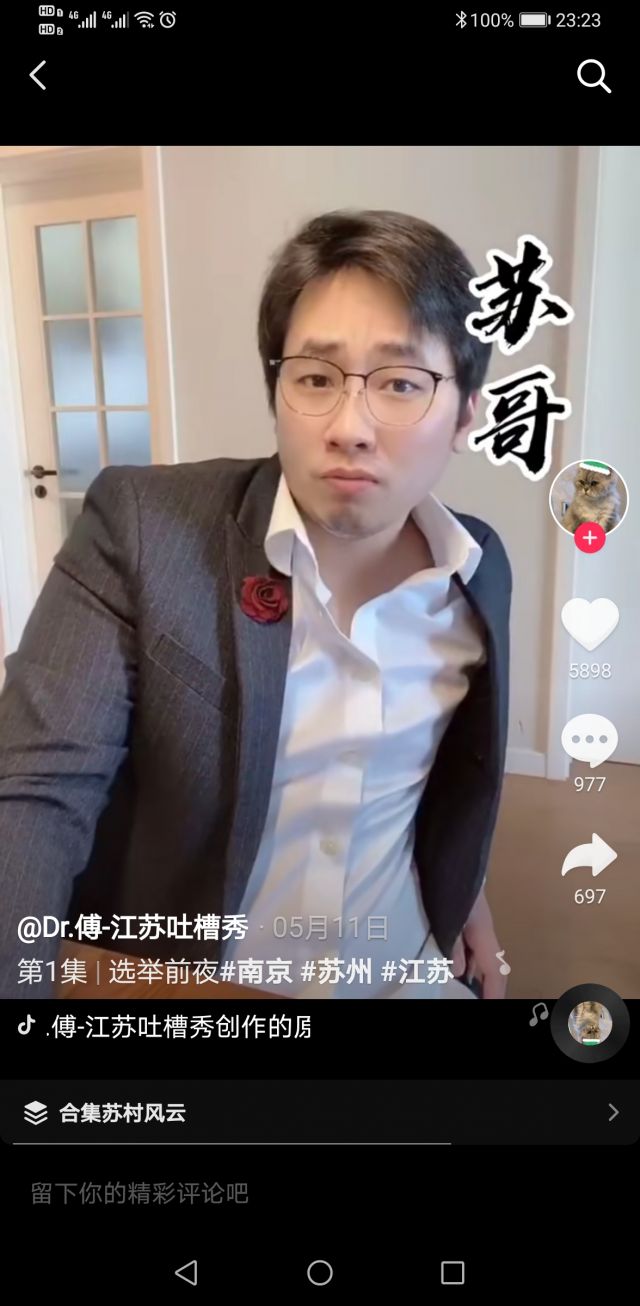 HD 1 4G 4G
HD 2
100% 23:23
苏哥
5898
977
697
@Dr.傅-江苏吐槽秀 · 05月11日
第1集 | 选举前夜#南京 #苏州 #江苏
.傅-江苏吐槽秀创作的原
合集苏村风云
留下你的精彩评论吧